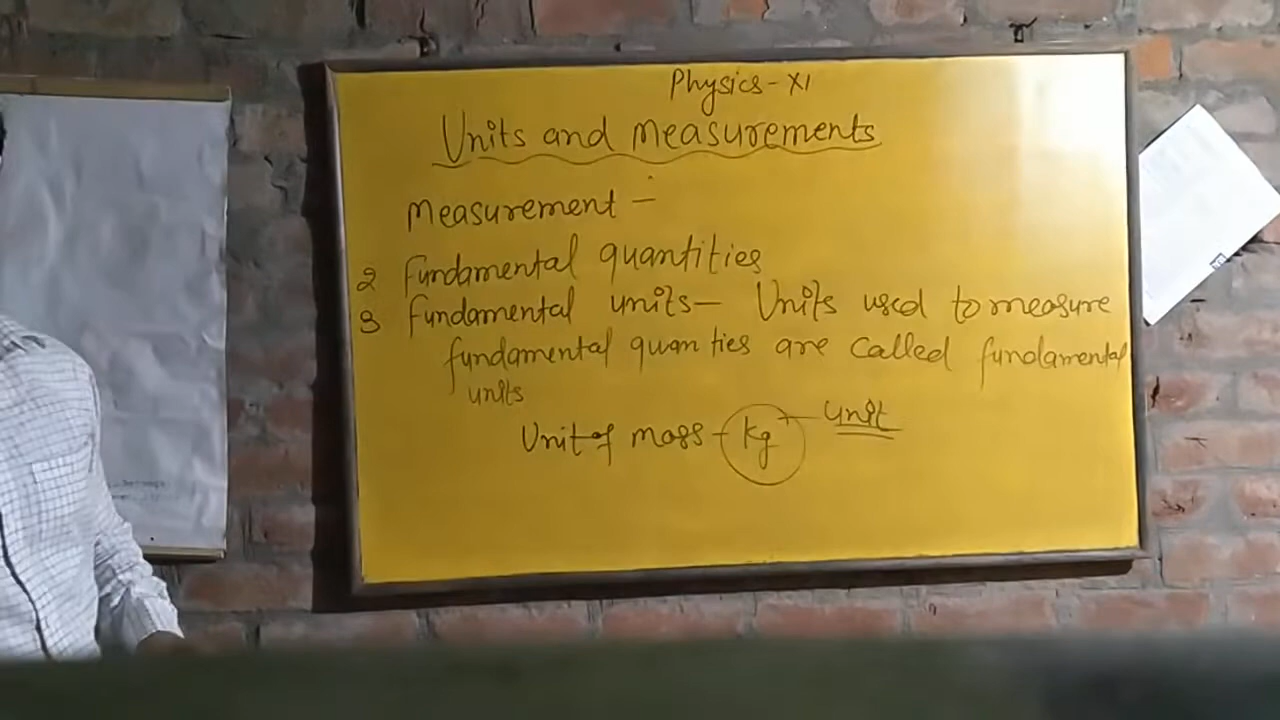 Physics - XI
Units and Measurements
Measurement -
2 Fundamental quantities
3 Fundamental units - Units used to measure
fundamental quanties are called fundamental
units
Unit of mass - kg unit